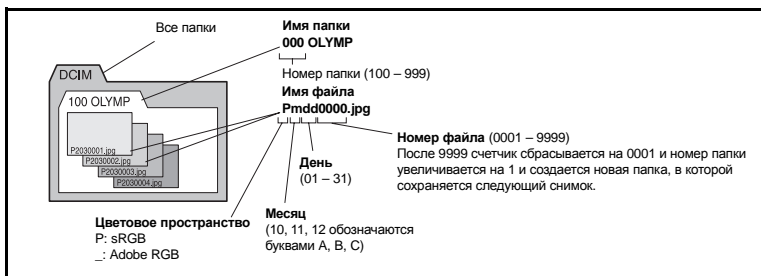 Все папки
Имя папки
000 OLYMP
Номер папки (100 – 999)
DCIM
100 OLYMP
P2030001.jpg
P2030002.jpg
P2030003.jpg
P2030004.jpg
Имя файла
Pmdd0000.jpg
Номер файла (0001 – 9999)
После 9999 счетчик сбрасывается на 0001 и номер папки
увеличивается на 1 и создается новая папка, в которой
сохраняется следующий снимок.
День
(01 – 31)
Месяц
(10, 11, 12 обозначаются
буквами A, B, C)
Цветовое пространство
P: sRGB
_: Adobe RGB